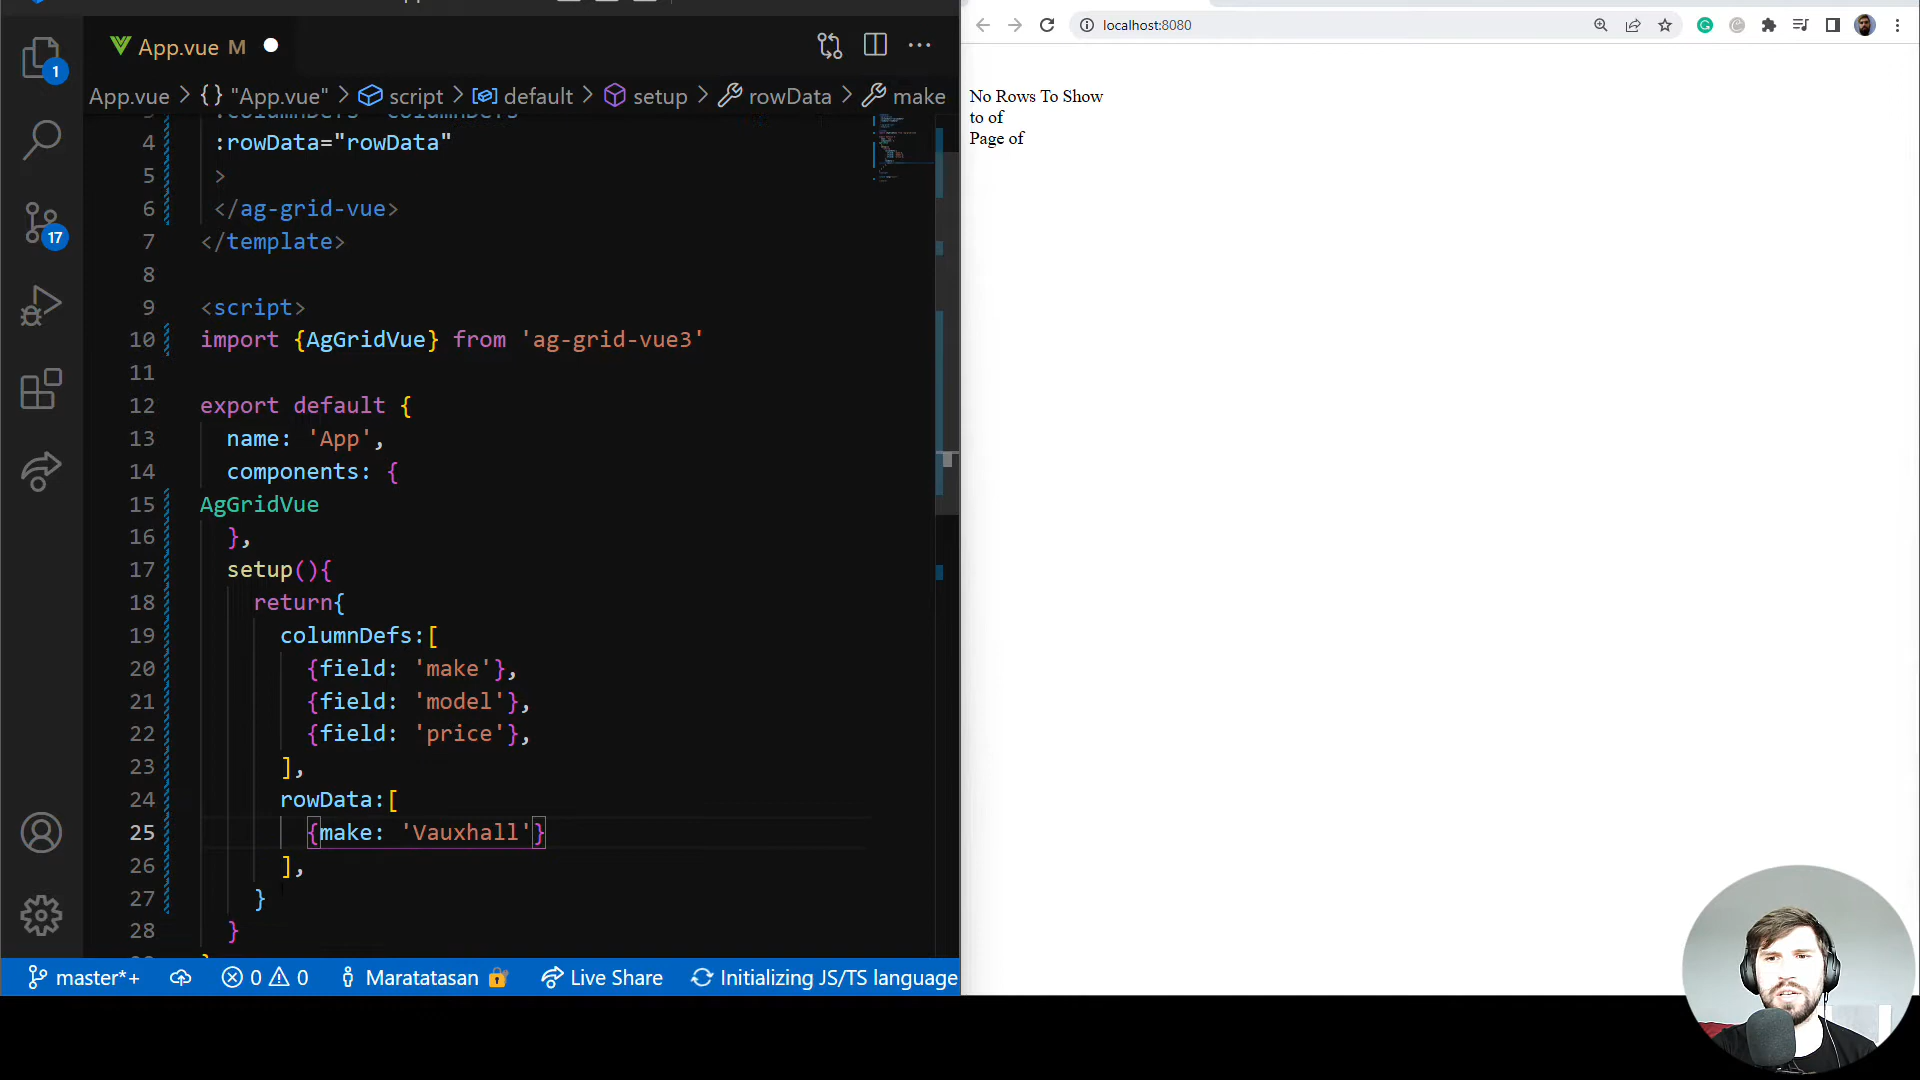 App.vue M
localhost:8080
App.vue > {} "App.vue" > script > default > setup > rowData > make
4 :rowData="rowData"
5 >
6 </ag-grid-vue>
7 </template>
8
9 <script>
10 import {AgGridVue} from 'ag-grid-vue3'
11
12 export default {
13 name: 'App',
14 components: {
15 AgGridVue
16 },
17 setup(){
18 return{
19 columnDefs:[
20 {field: 'make'},
21 {field: 'model'},
22 {field: 'price'},
23 ],
24 rowData:[
25 {make: 'Vauxhall'}
26 ],
27 }
28 }
1
17
master*+ 0 0 Maratatasan Live Share Initializing JS/TS language
No Rows To Show
to of
Page of